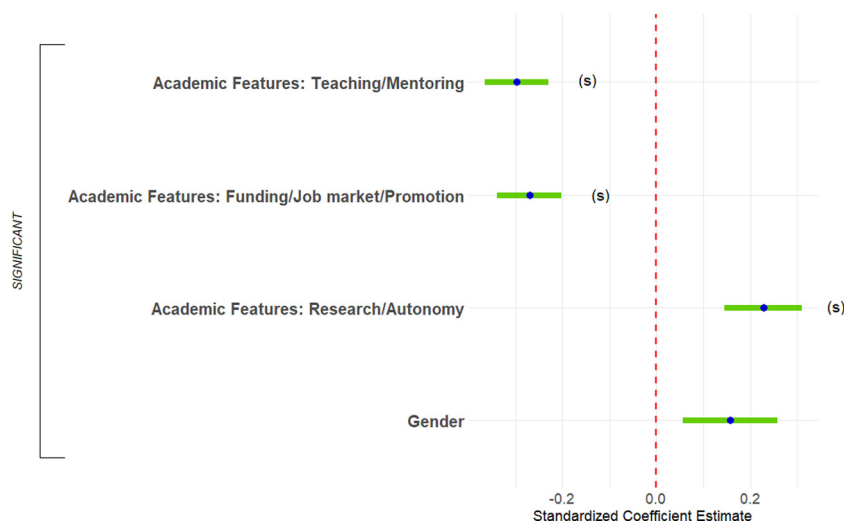 SIGNIFICANT
Academic Features: Teaching/Mentoring
(s)
Academic Features: Funding/Job market/Promotion
(s)
Academic Features: Research/Autonomy
(s)
Gender
-0.2
0.0
0.2
Standardized Coefficient Estimate